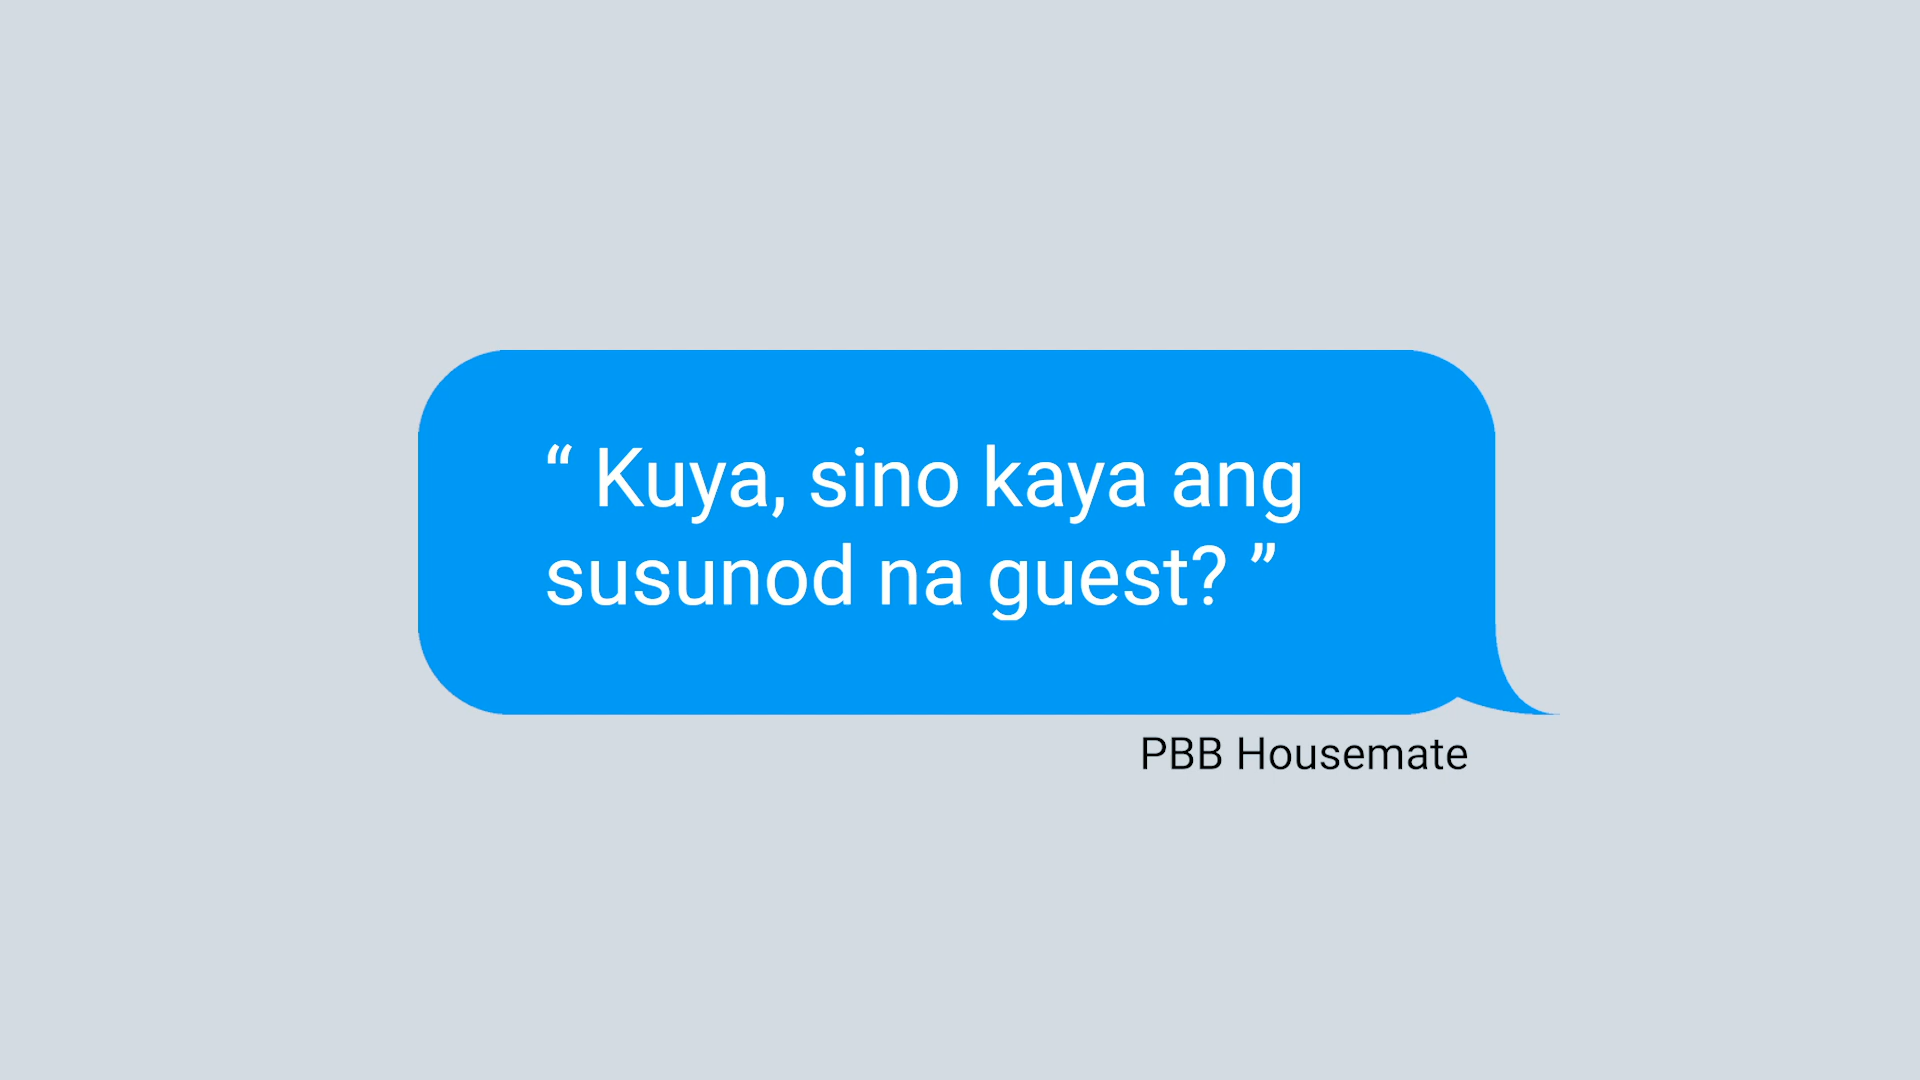 “ Kuya, sino kaya ang
susunod na guest? ”
PBB Housemate